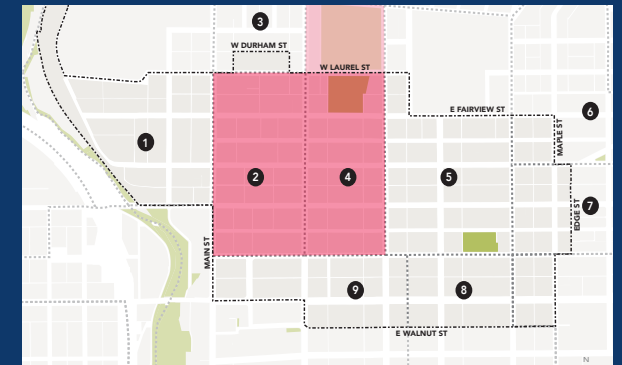 3
W DURHAM ST
W LAUREL ST
E FAIRVIEW ST
6
MAPLE ST
1
2
4
5
7
EDGE ST
MAIN ST
9
8
E WALNUT ST
N